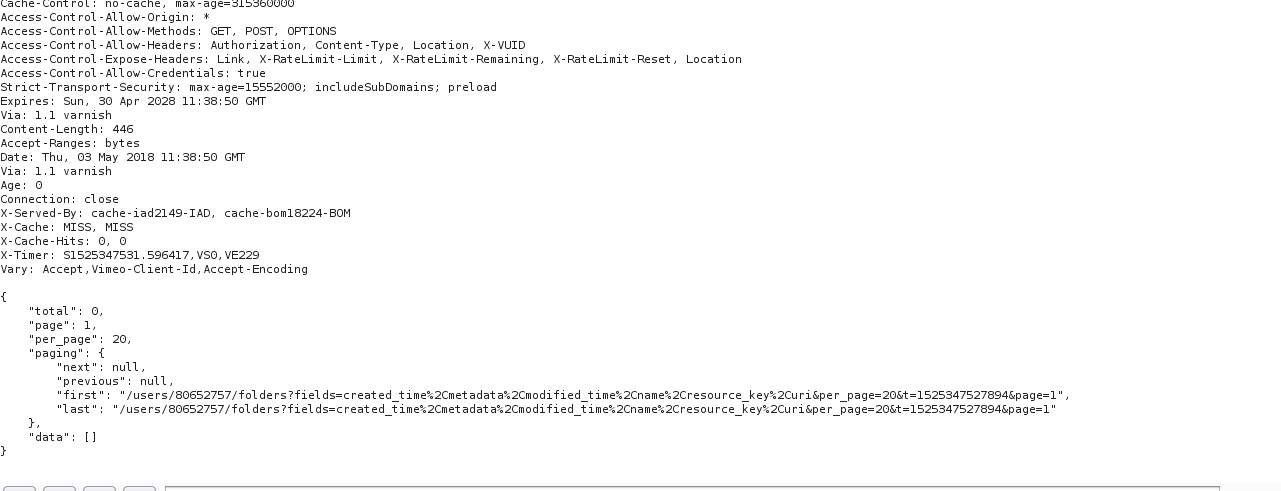 Cache-Control: no-cache, max-age=315360000
Access-Control-Allow-Origin: *
Access-Control-Allow-Methods: GET, POST, OPTIONS
Access-Control-Allow-Headers: Authorization, Content-Type, Location, X-VUID
Access-Control-Expose-Headers: Link, X-RateLimit-Limit, X-RateLimit-Remaining, X-RateLimit-Reset, Location
Access-Control-Allow-Credentials: true
Strict-Transport-Security: max-age=15552000; includeSubDomains; preload
Expires: Sun, 30 Apr 2028 11:38:50 GMT
Via: 1.1 varnish
Content-Length: 446
Accept-Ranges: bytes
Date: Thu, 03 May 2018 11:38:50 GMT
Via: 1.1 varnish
Age: 0
Connection: close
X-Served-By: cache-iad2149-IAD, cache-bom18224-BOM
X-Cache: MISS, MISS
X-Cache-Hits: 0, 0
X-Timer: S1525347531.596417,VS0,VE229
Vary: Accept,Vimeo-Client-Id,Accept-Encoding
{
    "total": 0,
    "page": 1,
    "per_page": 20,
    "paging": {
        "next": null,
        "previous": null,
        "first": "/users/80652757/folders?fields=created_time%2Cmetadata%2Cmodified_time%2Cname%2Cresource_key%2Curi&per_page=20&t=1525347527894&page=1",
        "last": "/users/80652757/folders?fields=created_time%2Cmetadata%2Cmodified_time%2Cname%2Cresource_key%2Curi&per_page=20&t=1525347527894&page=1"
    },
    "data": []
}